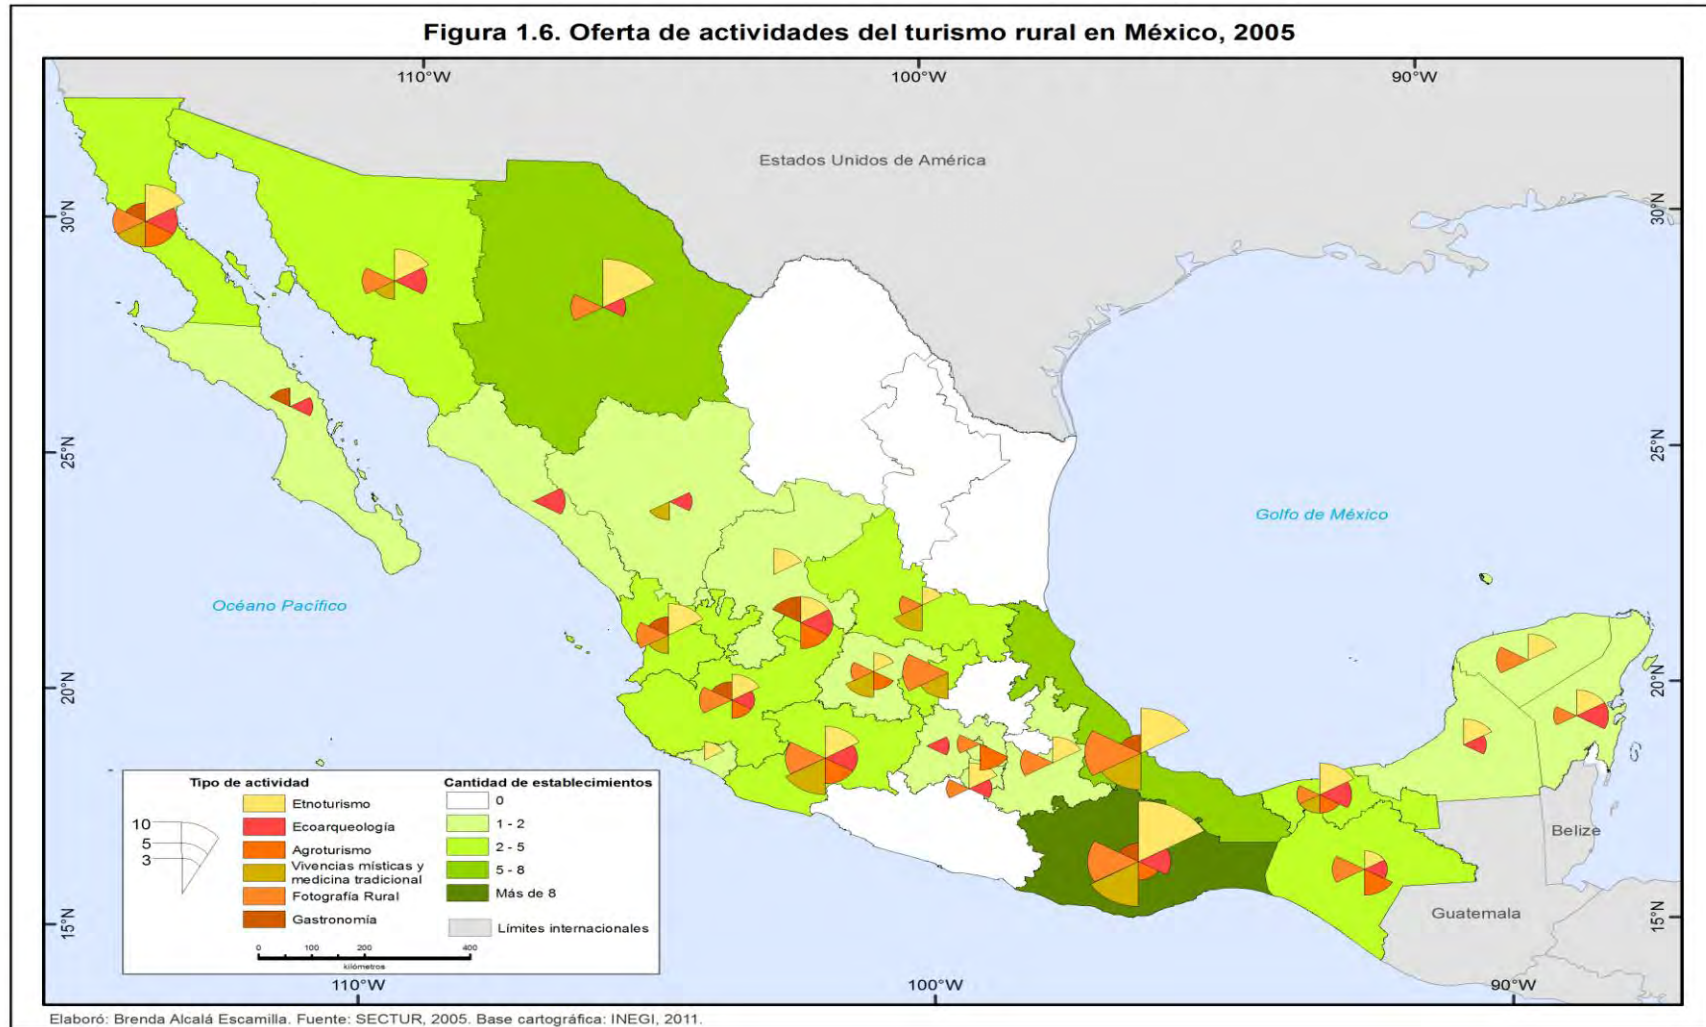 Figura 1.6. Oferta de actividades del turismo rural en México, 2005
110°W 100°W 90°W
Estados Unidos de América
30°N 30°N
25°N 25°N
Golfo de México
Océano Pacífico
20°N 20°N
Tipo de actividad
10
5
3
Etnoturismo
Ecoarqueología
Agroturismo
Vivencias místicas y
medicina tradicional
Fotografía Rural
Gastronomía
0 100 200 400
kilómetros
Cantidad de establecimientos
0
1 - 2
2 - 5
5 - 8
Más de 8
Límites internacionales
Belize
Guatemala
15°N 15°N
110°W 100°W 90°W
Elaboró: Brenda Alcalá Escamilla. Fuente: SECTUR, 2005. Base cartográfica: INEGI, 2011.